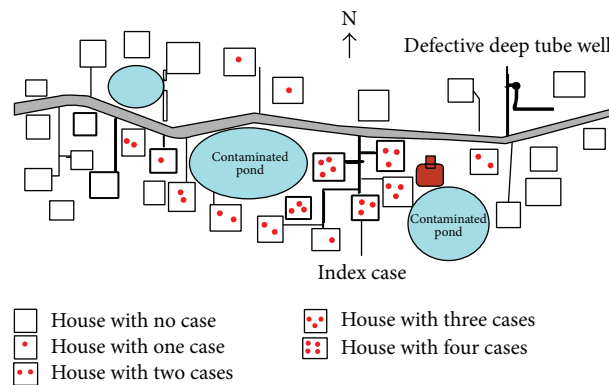 N
Defective deep tube well
Contaminated
pond
Contaminated
pond
Index case
House with no case
House with one case
House with two cases
House with three cases
House with four cases